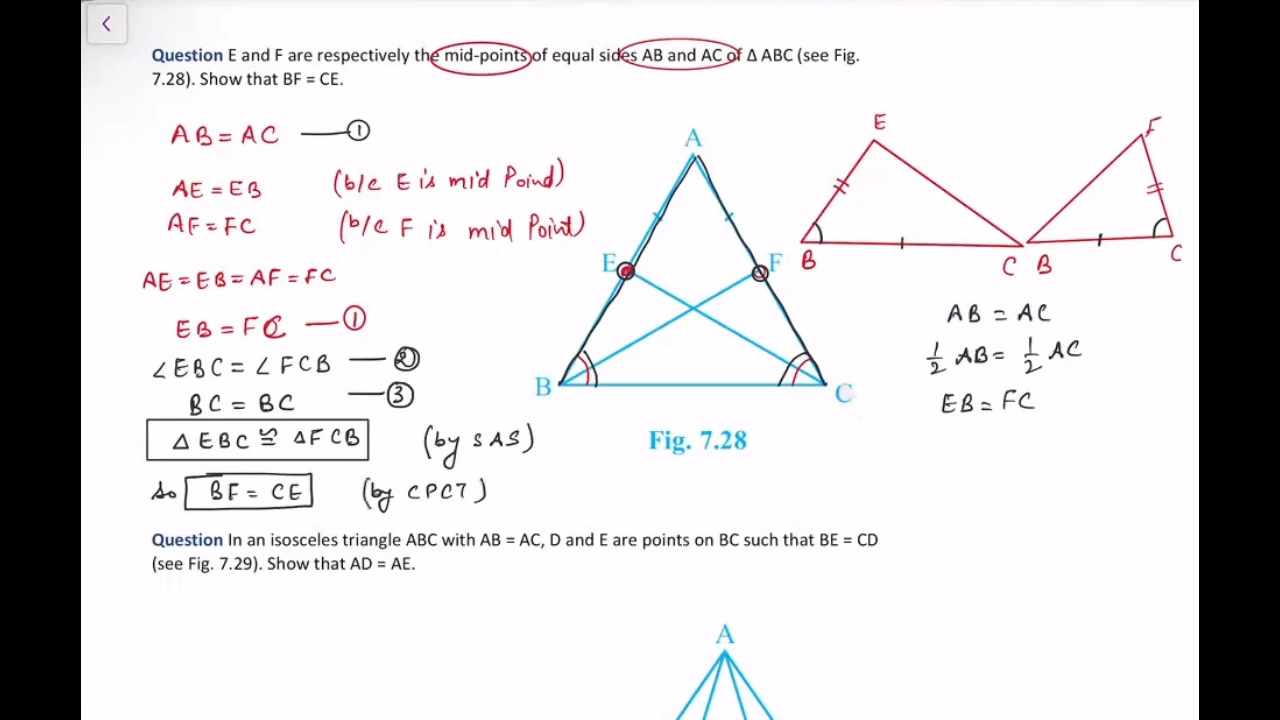 Question E and F are respectively the mid-points of equal sides AB and AC of Δ ABC (see Fig.
7.28). Show that BF = CE.
AB = AC —— ①
AE = EB (b/c E is mid Point)
AF = FC (b/c F is mid Point)
AE = EB = AF = FC
EB = FC — ①
∠EBC = ∠FCB — ②
BC = BC — ③
Δ EBC ≅ Δ FCB (by SAS)
So BF = CE (by CPCT)
A
E
F
B
C
Fig. 7.28
E
B
C
F
B
C
AB = AC
1/2 AB = 1/2 AC
EB = FC
Question In an isosceles triangle ABC with AB = AC, D and E are points on BC such that BE = CD
(see Fig. 7.29). Show that AD = AE.
A